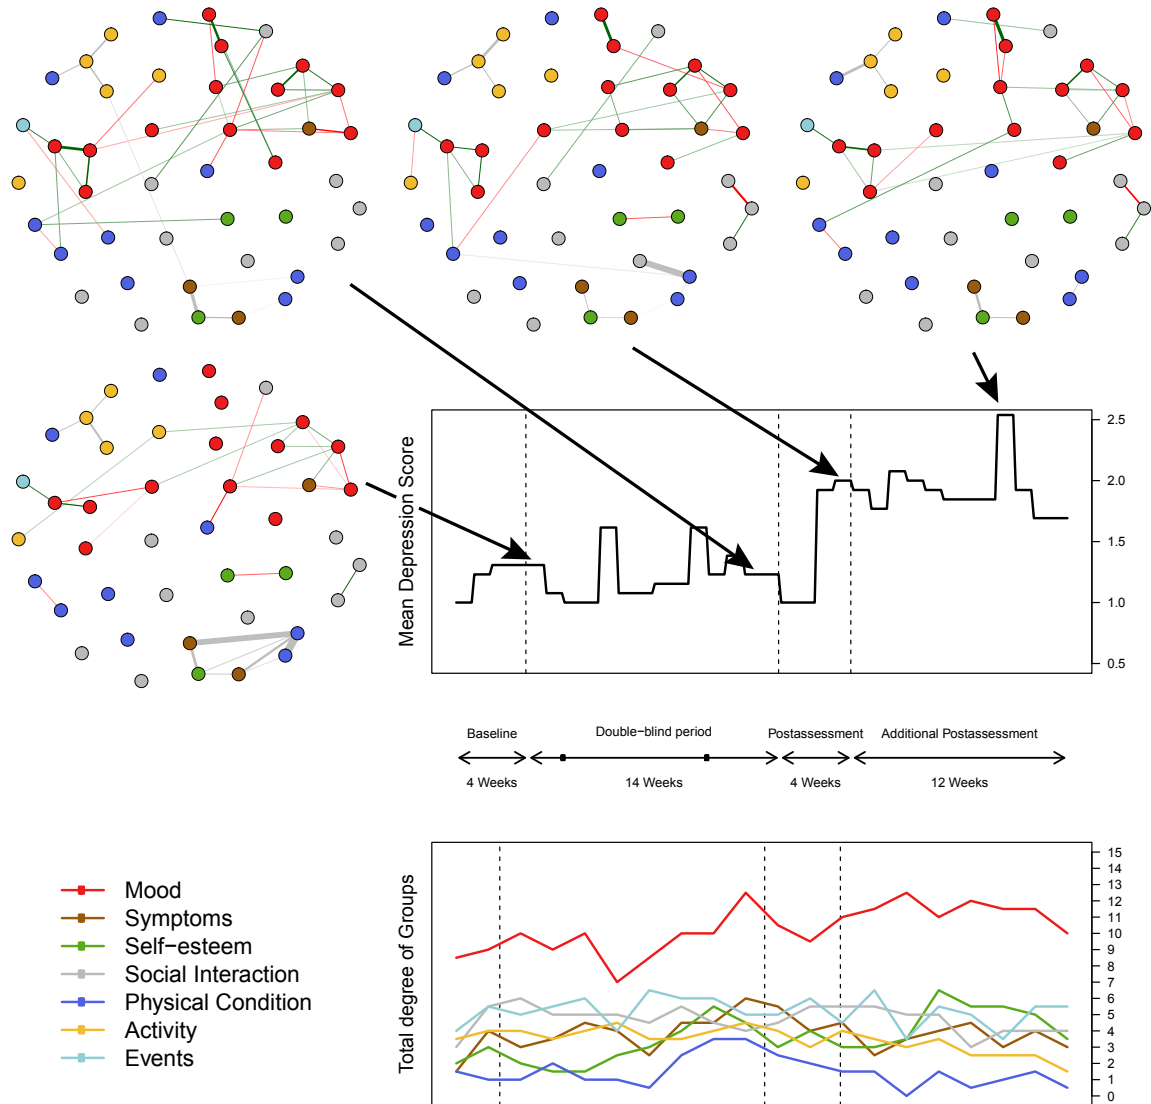 Mean Depression Score
2.5
2.0
1.5
1.0
0.5
Baseline
Double−blind period
Postassessment
Additional Postassessment
4 Weeks
14 Weeks
4 Weeks
12 Weeks
Mood
Symptoms
Self−esteem
Social Interaction
Physical Condition
Activity
Events
Total degree of Groups
15
14
13
12
11
10
9
8
7
6
5
4
3
2
1
0